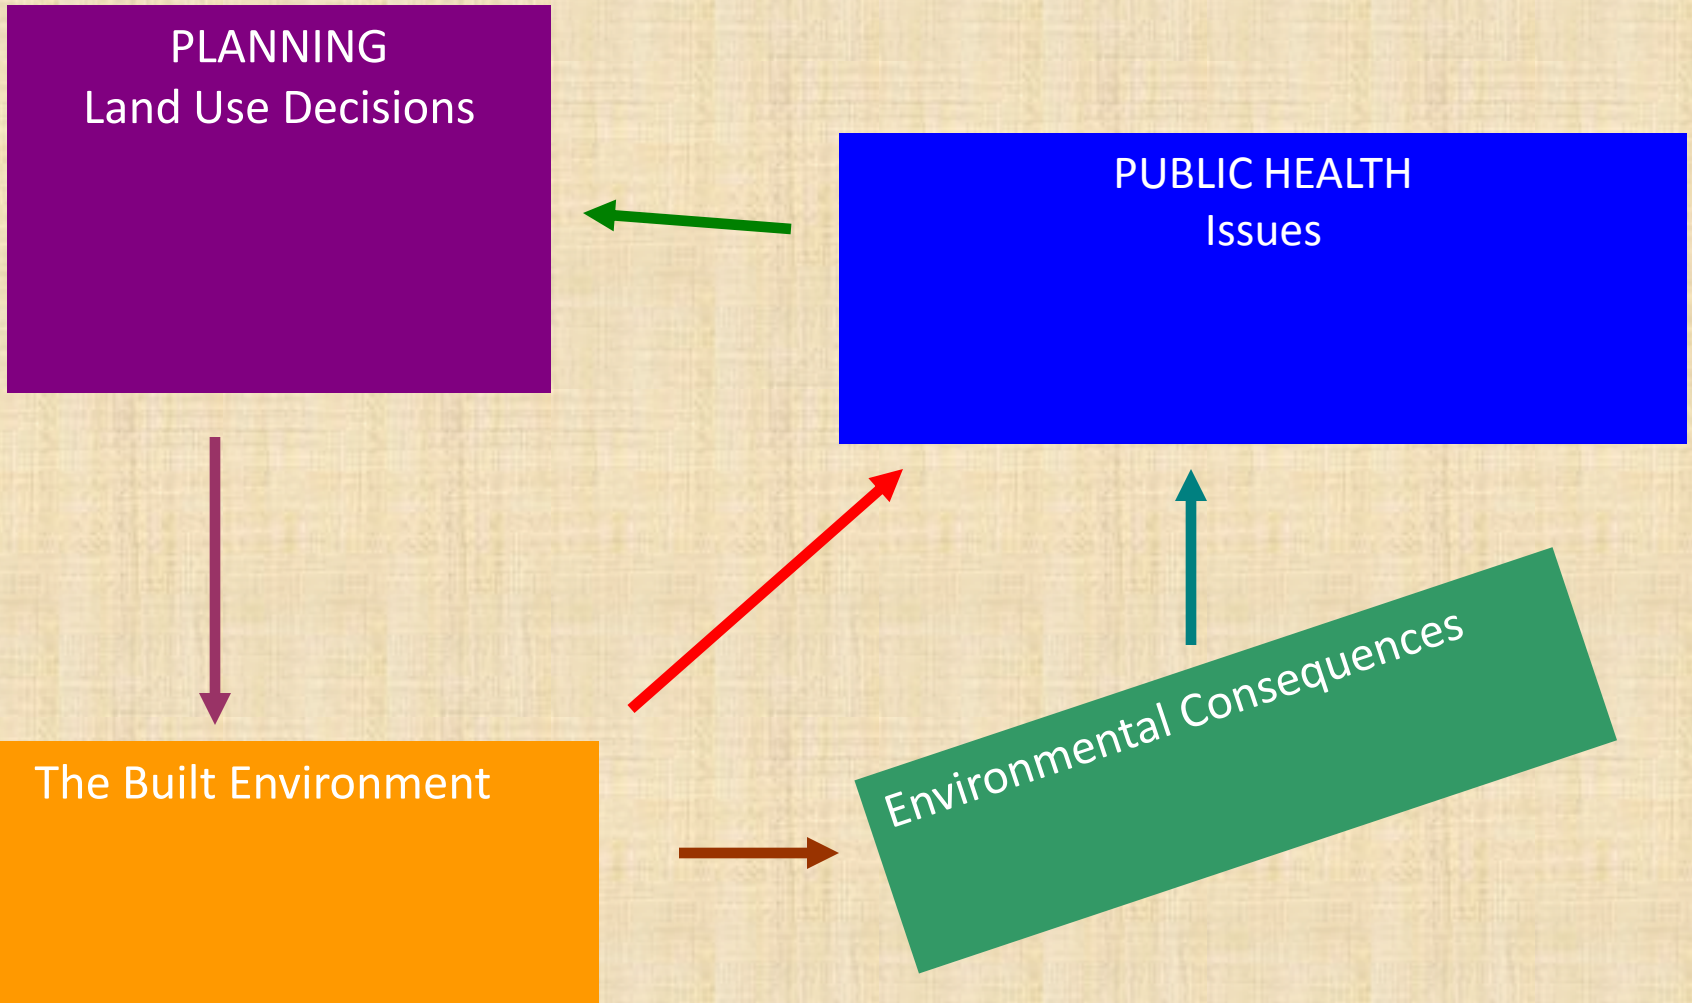 PLANNING
Land Use Decisions
PUBLIC HEALTH
Issues
Environmental Consequences
The Built Environment